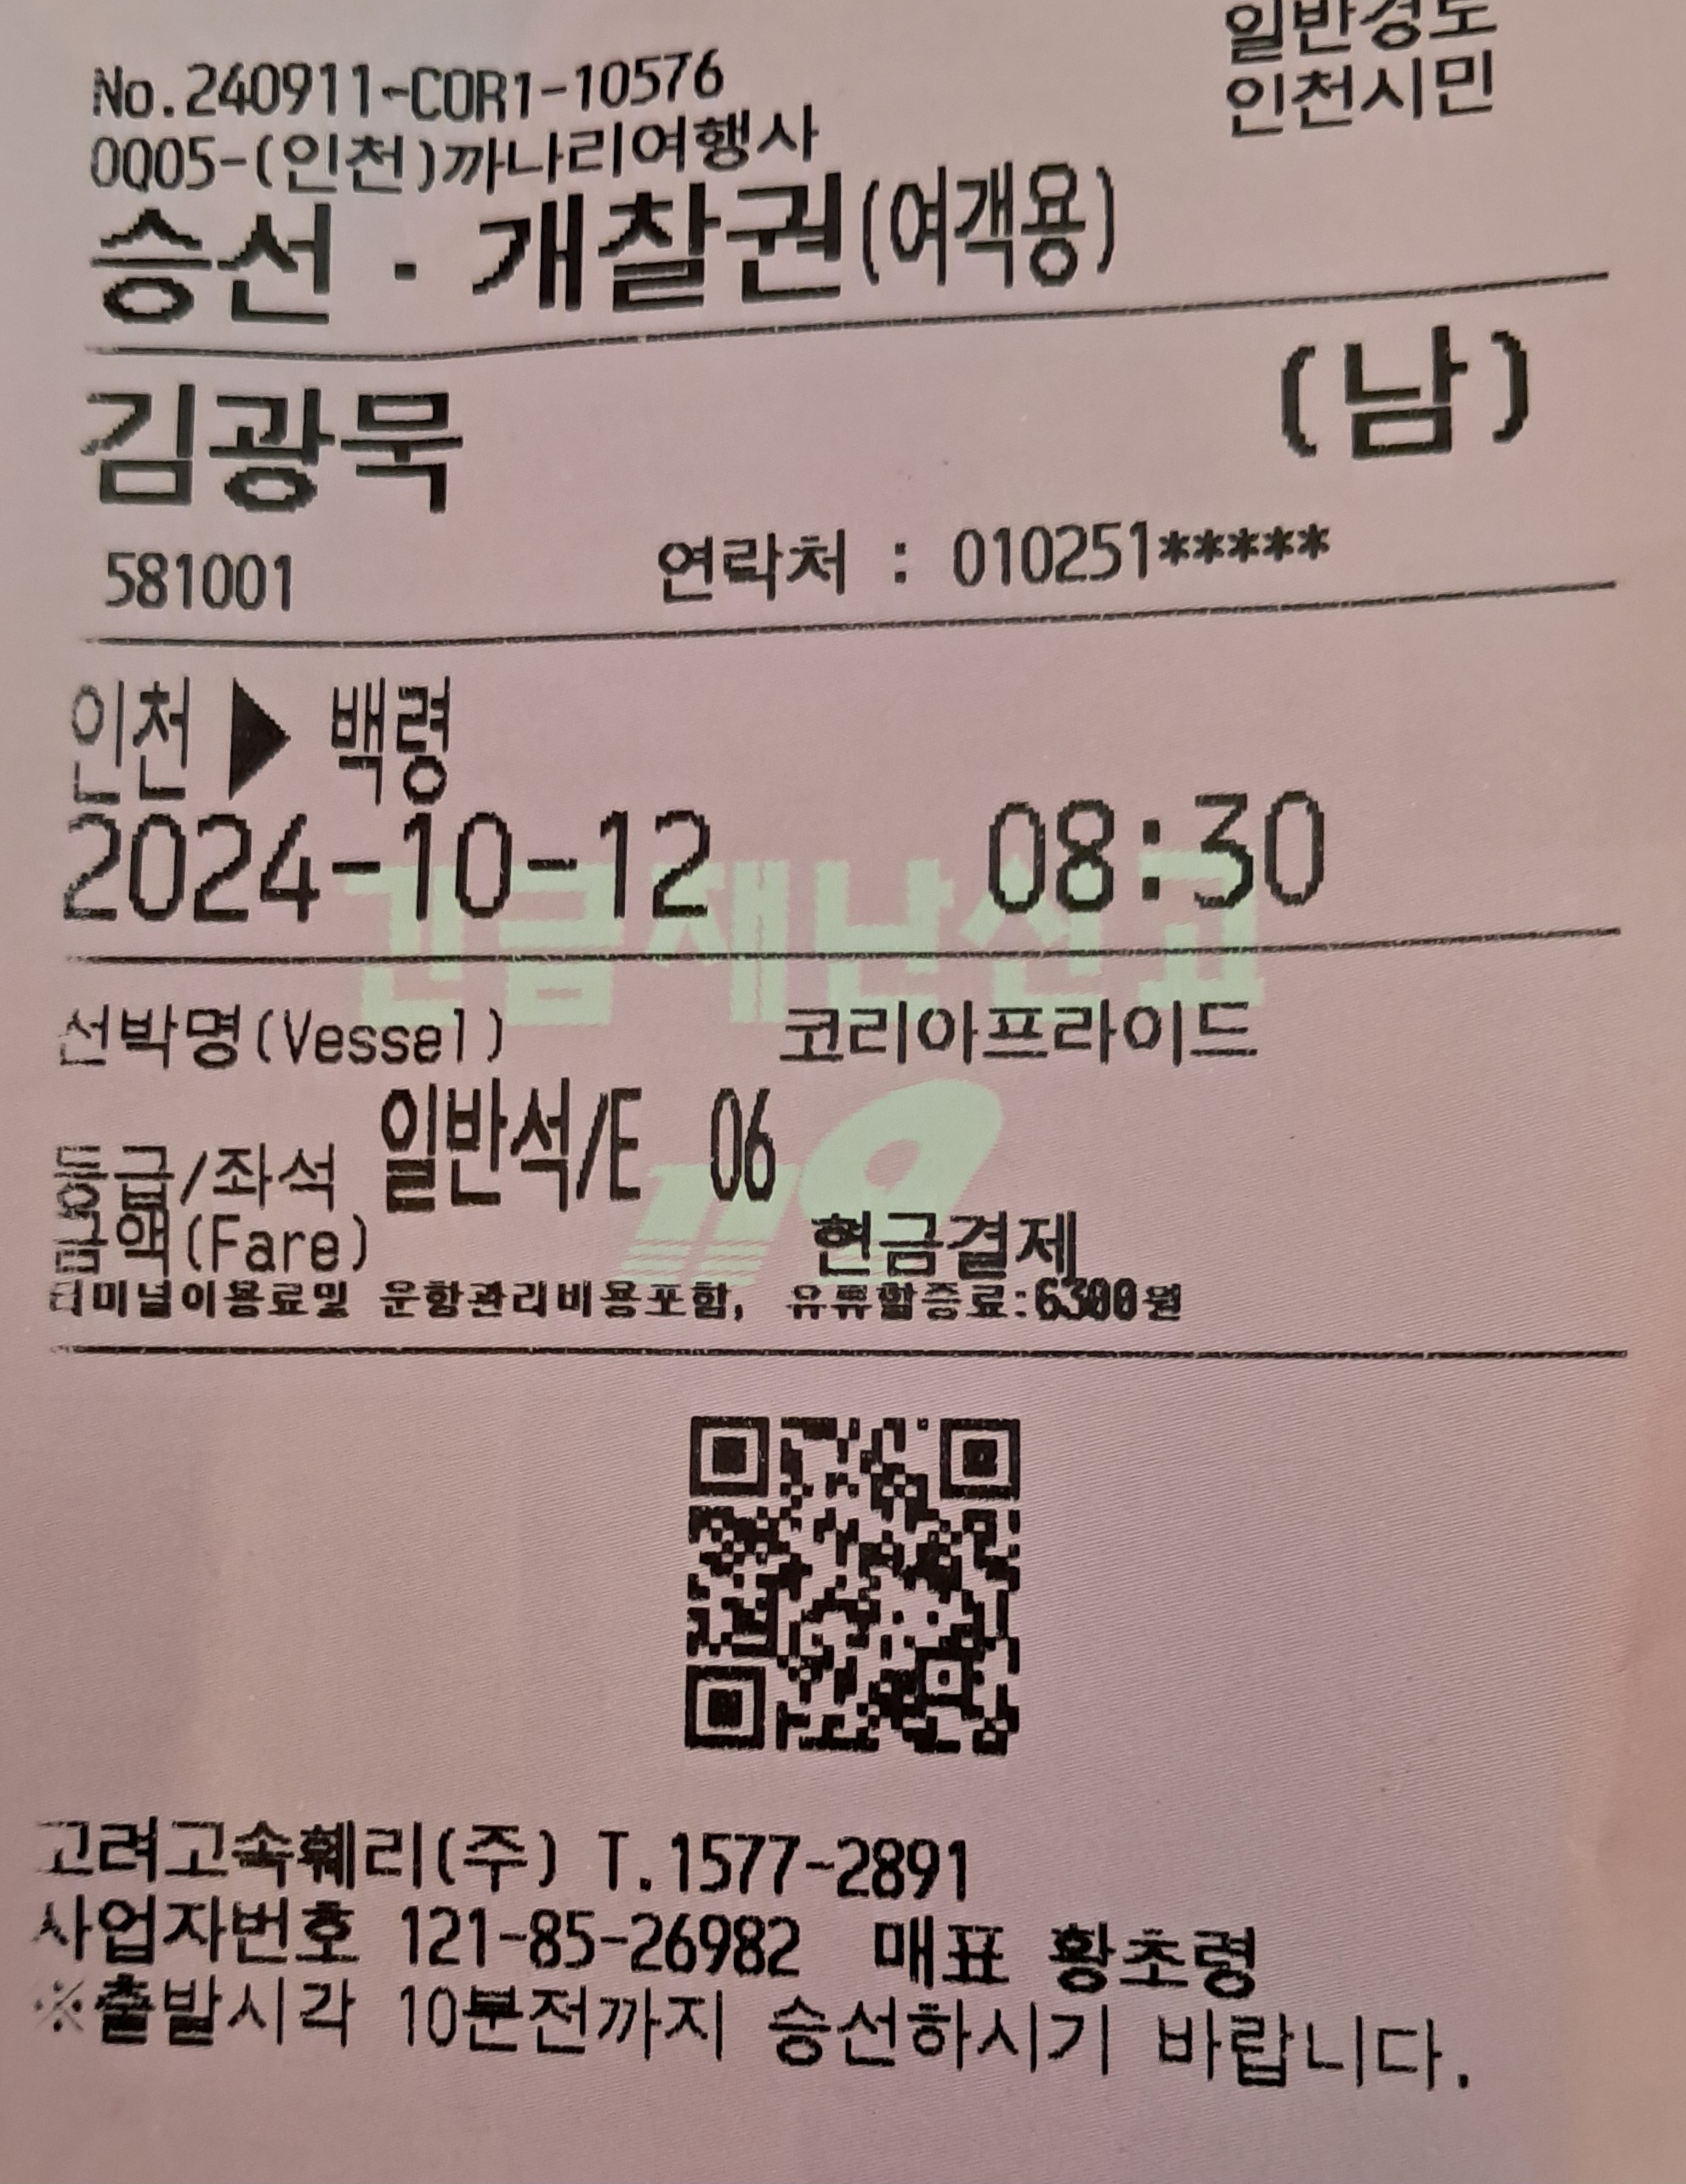 일반경로
인천시민
No.240911-COR1-10576
0005-(인천)까나리여행사
승선 · 개찰권(여객용)
김광묵 (남)
581001 연락처 : 010251*****
인천 ▶ 백령
2024-10-12 08:30
긴급재난신고
선박명(Vessel) 코리아프라이드
119
등급/좌석 일반석/E 06
금액(Fare) 현금결제
터미널이용료및 운항관리비용포함, 유류할증료:6300원
고려고속훼리(주) T.1577-2891
사업자번호 121-85-26982 매표 황초령
※출발시각 10분전까지 승선하시기 바랍니다.